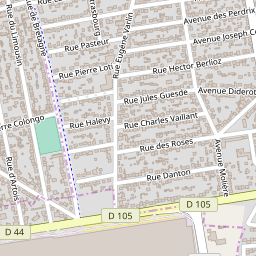 Rue du Limousin
Rue de Bretagne
Strasbourg
Rue Eugène Varlin
Avenue des Perdrix
Rue Pasteur
Avenue Joseph C
Rue Pierre Loti
Rue Hector Berlioz
Rue Jules Guesde
Avenue Diderot
rre Colongo
Rue Halevy
Rue Charles Vaillant
Rue des Roses
Rue d'Artois
Avenue Molière
Rue Danton
D 105
D 105
D 44